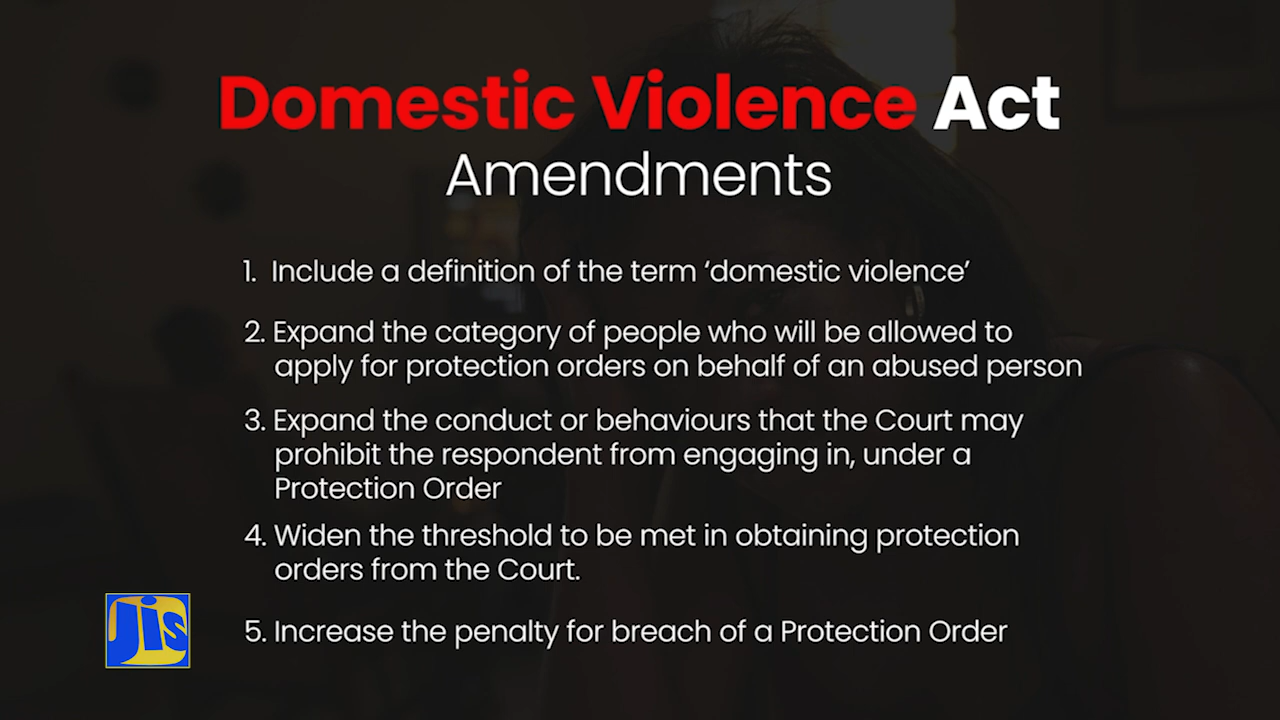 Domestic Violence Act
Amendments
1. Include a definition of the term ‘domestic violence’
2. Expand the category of people who will be allowed to
apply for protection orders on behalf of an abused person
3. Expand the conduct or behaviours that the Court may
prohibit the respondent from engaging in, under a
Protection Order
4. Widen the threshold to be met in obtaining protection
orders from the Court.
5. Increase the penalty for breach of a Protection Order
Jis